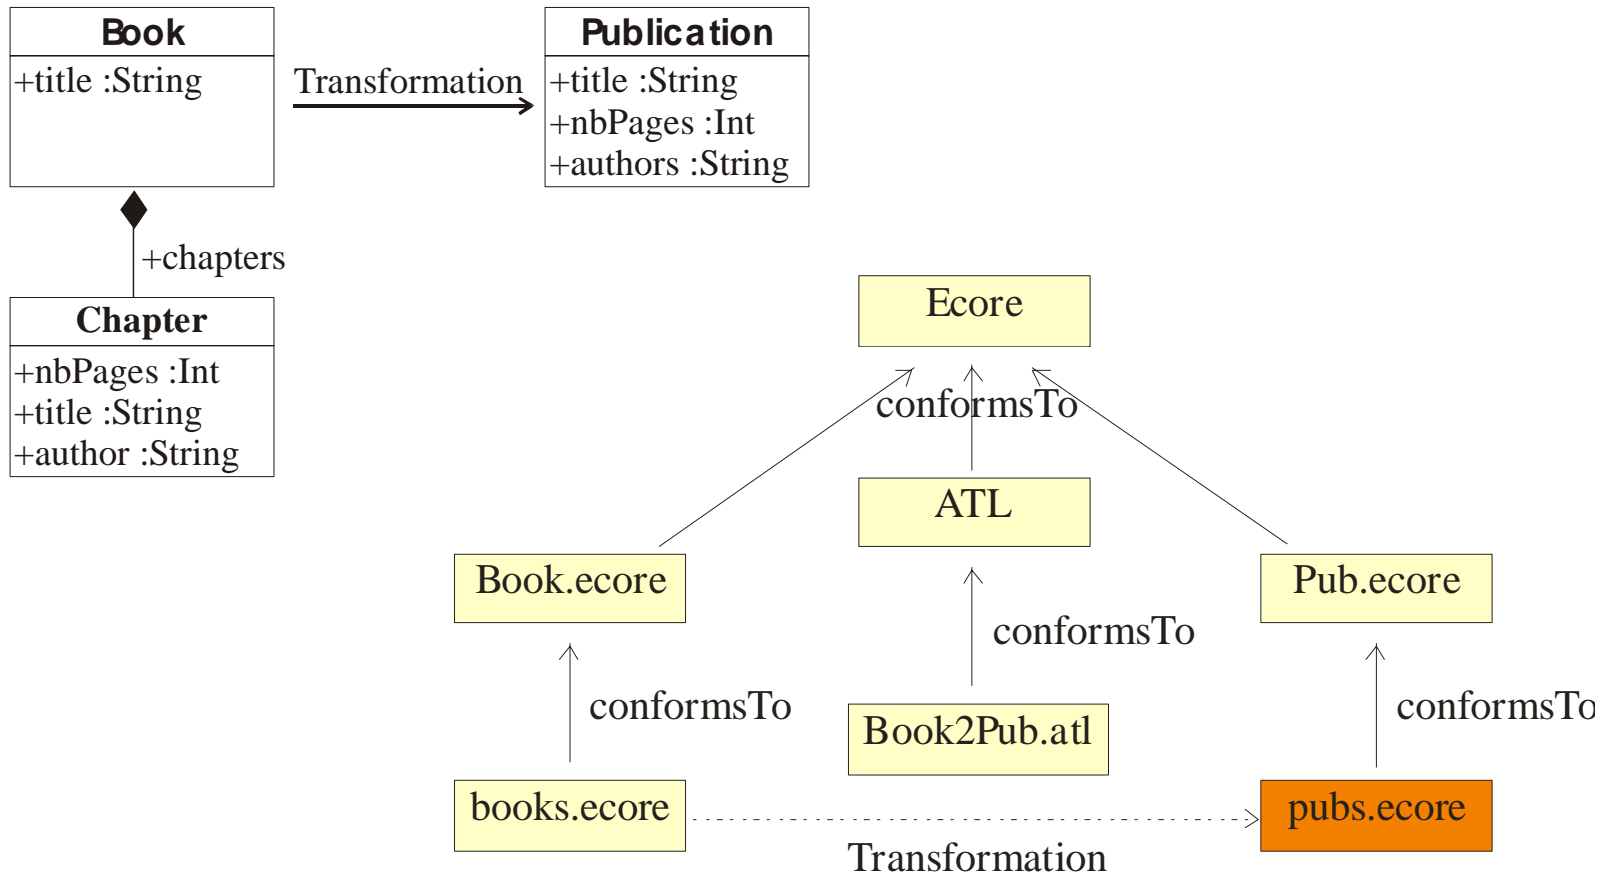 Book
+title :String
Transformation
Publication
+title :String
+nbPages :Int
+authors :String
+chapters
Chapter
+nbPages :Int
+title :String
+author :String
Ecore
conformsTo
ATL
Book.ecore
Pub.ecore
conformsTo
conformsTo
conformsTo
Book2Pub.atl
books.ecore
pubs.ecore
Transformation